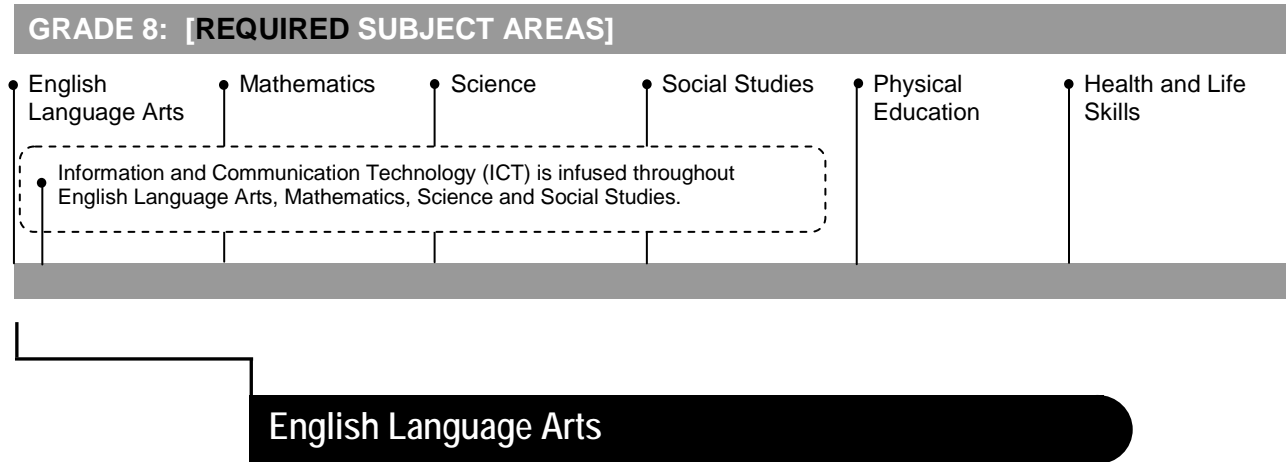 GRADE 8: [REQUIRED SUBJECT AREAS]
English
Language Arts
Mathematics
Science
Social Studies
Physical
Education
Health and Life
Skills
Information and Communication Technology (ICT) is infused throughout
English Language Arts, Mathematics, Science and Social Studies.
English Language Arts